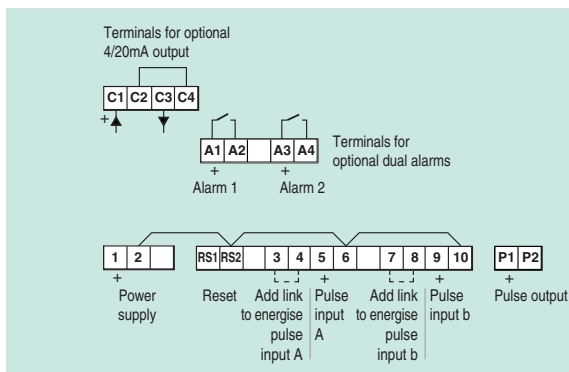 Terminals for optional
4/20mA output
C1 C2 C3 C4
+
A1 A2 A3 A4
+ +
Alarm 1 Alarm 2
Terminals for
optional dual alarms
1 2 RS1 RS2 3 4 5 6 7 8 9 10 P1 P2
+ + + +
Power
supply
Reset
Add link
to energise
pulse
input A
Pulse
input
A
Add link
to energise
pulse
input b
Pulse
input b
Pulse output